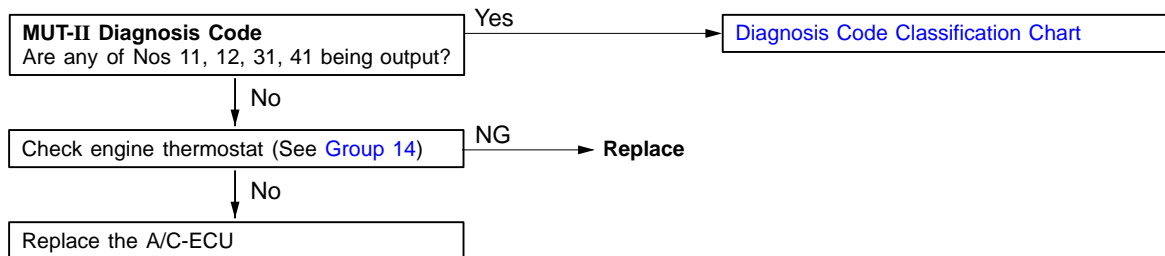 MUT-II Diagnosis Code
Are any of Nos 11, 12, 31, 41 being output?
Yes
Diagnosis Code Classification Chart
No
Check engine thermostat (See Group 14)
NG
Replace
No
Replace the A/C-ECU